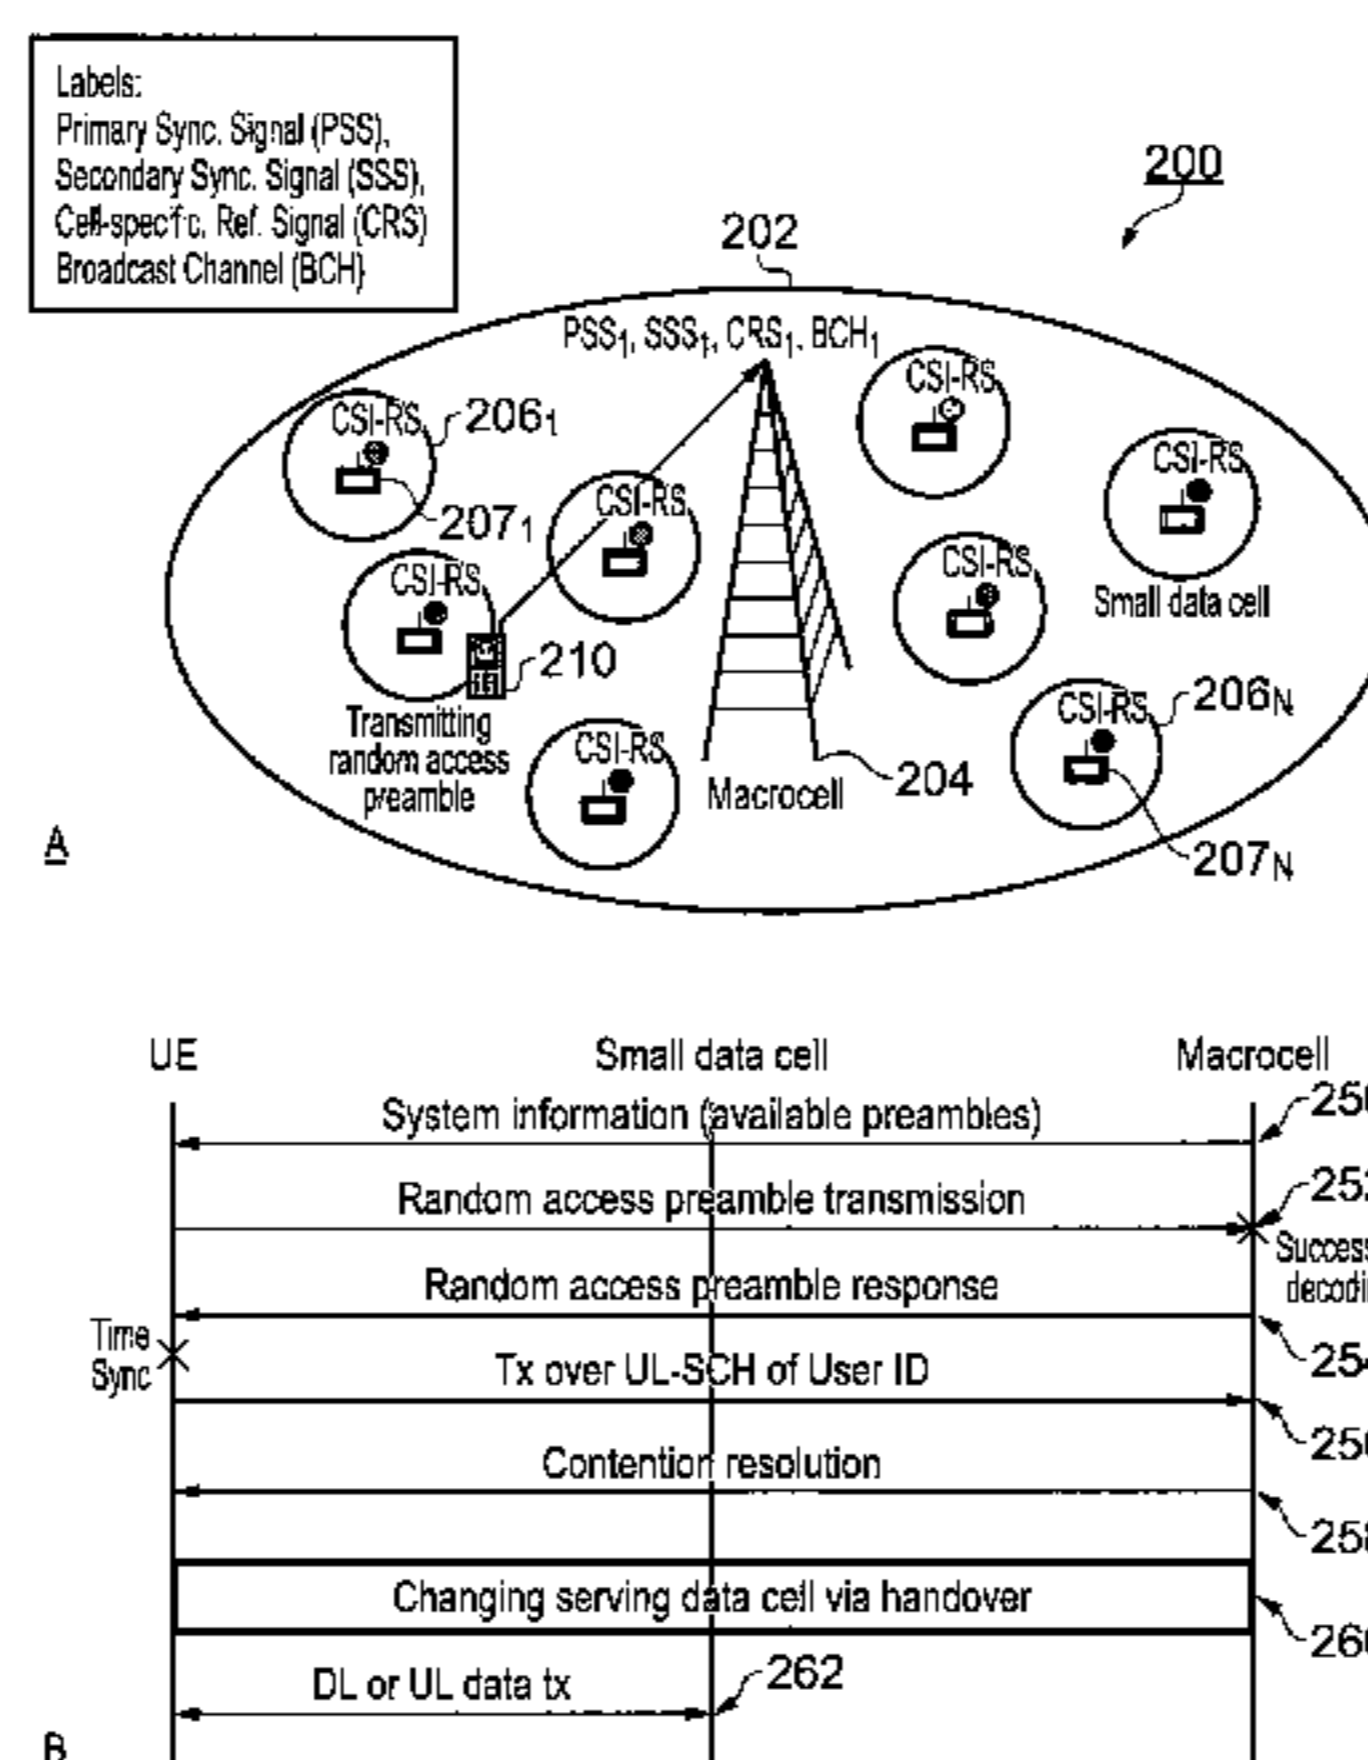 Labels:
Primary Sync. Signal (PSS),
Secondary Sync. Signal (SSS),
Cell-specific. Ref. Signal (CRS)
Broadcast Channel (BCH)
200
202
PSS1, SSS1, CRS1, BCH1
CSI-RS
CSI-RS
2061
CSI-RS
CSI-RS
2071
CSI-RS
CSI-RS
Small data cell
210
CSI-RS
206N
Transmitting
random access
preamble
CSI-RS
Macrocell
204
207N
A
UE
Small data cell
Macrocell
System information (available preambles)
Random access preamble transmission
Random access preamble response
Time
Sync
Tx over UL-SCH of User ID
Contention resolution
Changing serving data cell via handover
DL or UL data tx
262
B